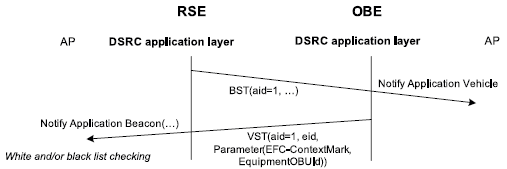 RSE OBE
AP DSRC application layer DSRC application layer AP
BST(aid=1, ...)
Notify Application Vehicle
Notify Application Beacon(...)
VST(aid=1, eid,
Parameter(EFC-ContextMark,
EquipmentOBUId))
White and/or black list checking